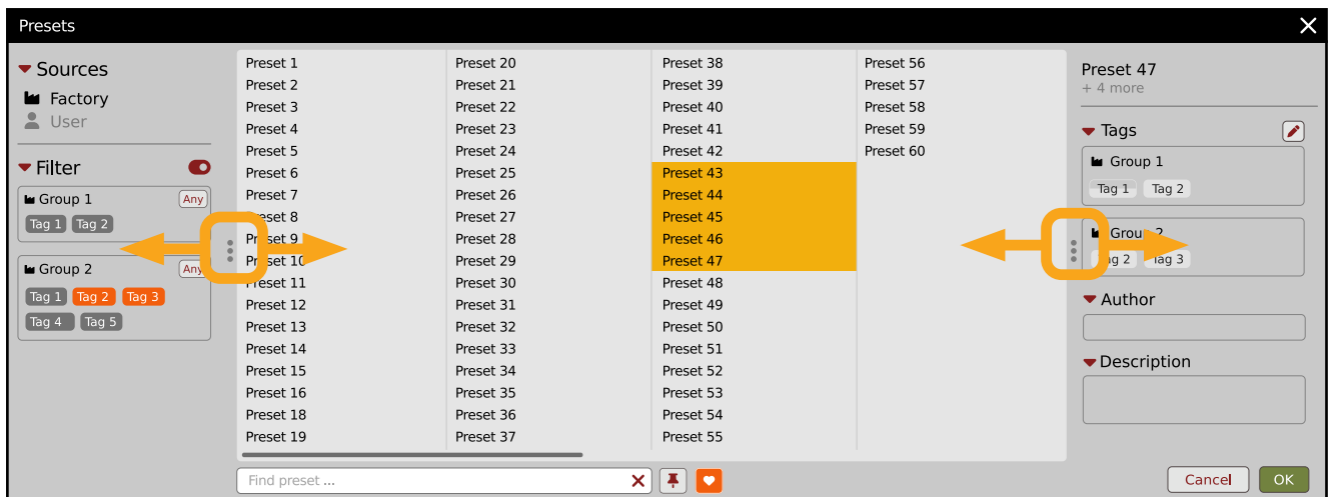 Presets
Sources
Factory
User
Filter
Group 1
Any
Tag 1 Tag 2
Group 2
Any
Tag 1 Tag 2 Tag 3
Tag 4 Tag 5
Preset 1
Preset 2
Preset 3
Preset 4
Preset 5
Preset 6
Preset 7
Preset 8
Preset 9
Preset 10
Preset 11
Preset 12
Preset 13
Preset 14
Preset 15
Preset 16
Preset 18
Preset 19
Preset 20
Preset 21
Preset 22
Preset 23
Preset 24
Preset 25
Preset 26
Preset 27
Preset 28
Preset 29
Preset 30
Preset 31
Preset 32
Preset 33
Preset 34
Preset 35
Preset 36
Preset 37
Preset 38
Preset 39
Preset 40
Preset 41
Preset 42
Preset 43
Preset 44
Preset 45
Preset 46
Preset 47
Preset 48
Preset 49
Preset 50
Preset 51
Preset 52
Preset 53
Preset 54
Preset 55
Preset 56
Preset 57
Preset 58
Preset 59
Preset 60
Find preset ...
Preset 47
+ 4 more
Tags
Group 1
Tag 1 Tag 2
Group 2
Tag 2 Tag 3
Author
Description
Cancel
OK